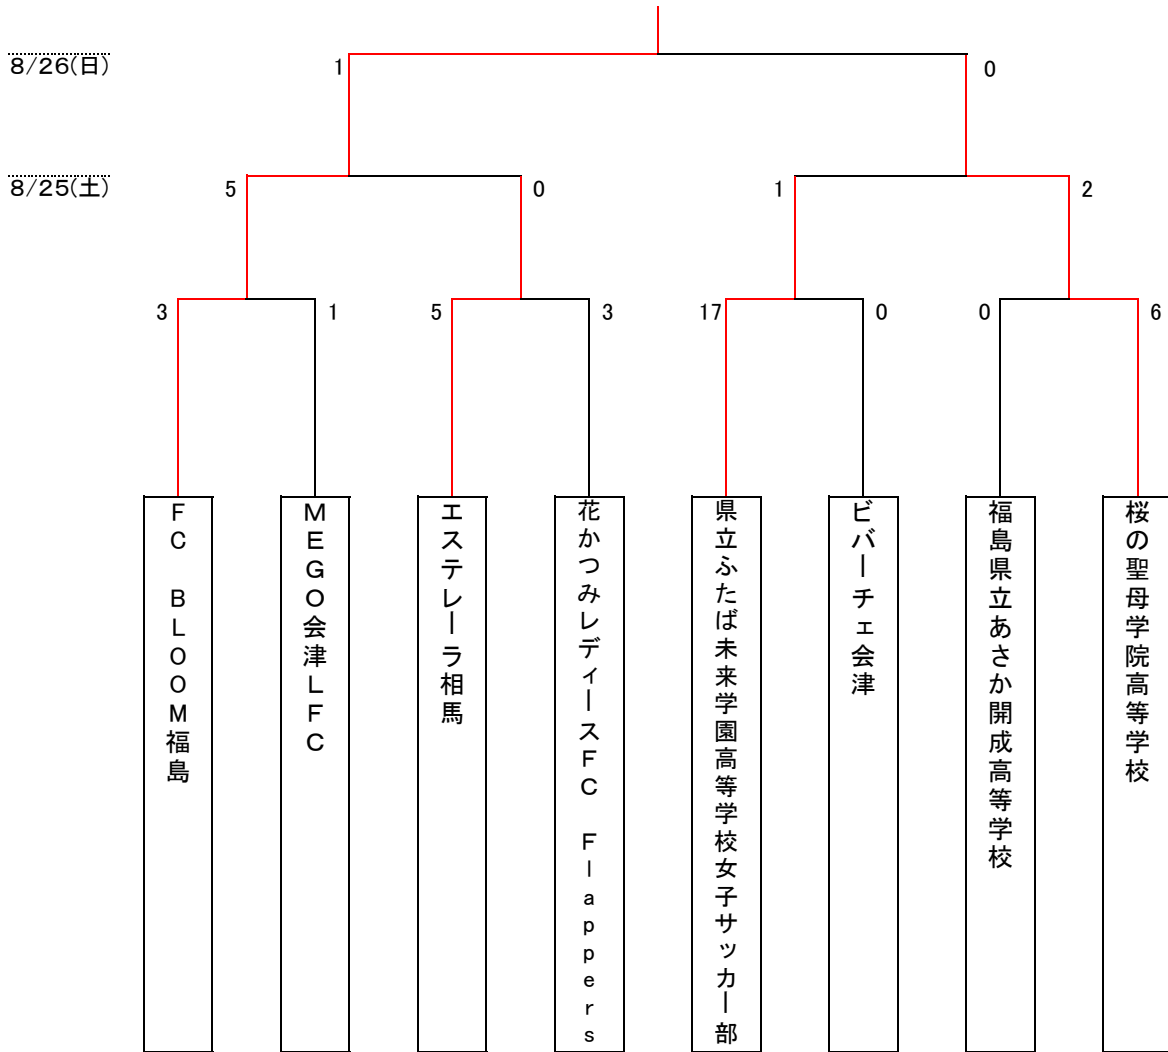 8/26(日)
1
0
8/25(土)
5
0
1
2
3
1
5
3
17
0
0
6
FC BLOOM福島
MEGO会津LFC
エステレーラ相馬
花かつみレディースFC Flappers
県立ふたば未来学園高等学校女子サッカー部
ビバーチェ会津
福島県立あさか開成高等学校
桜の聖母学院高等学校